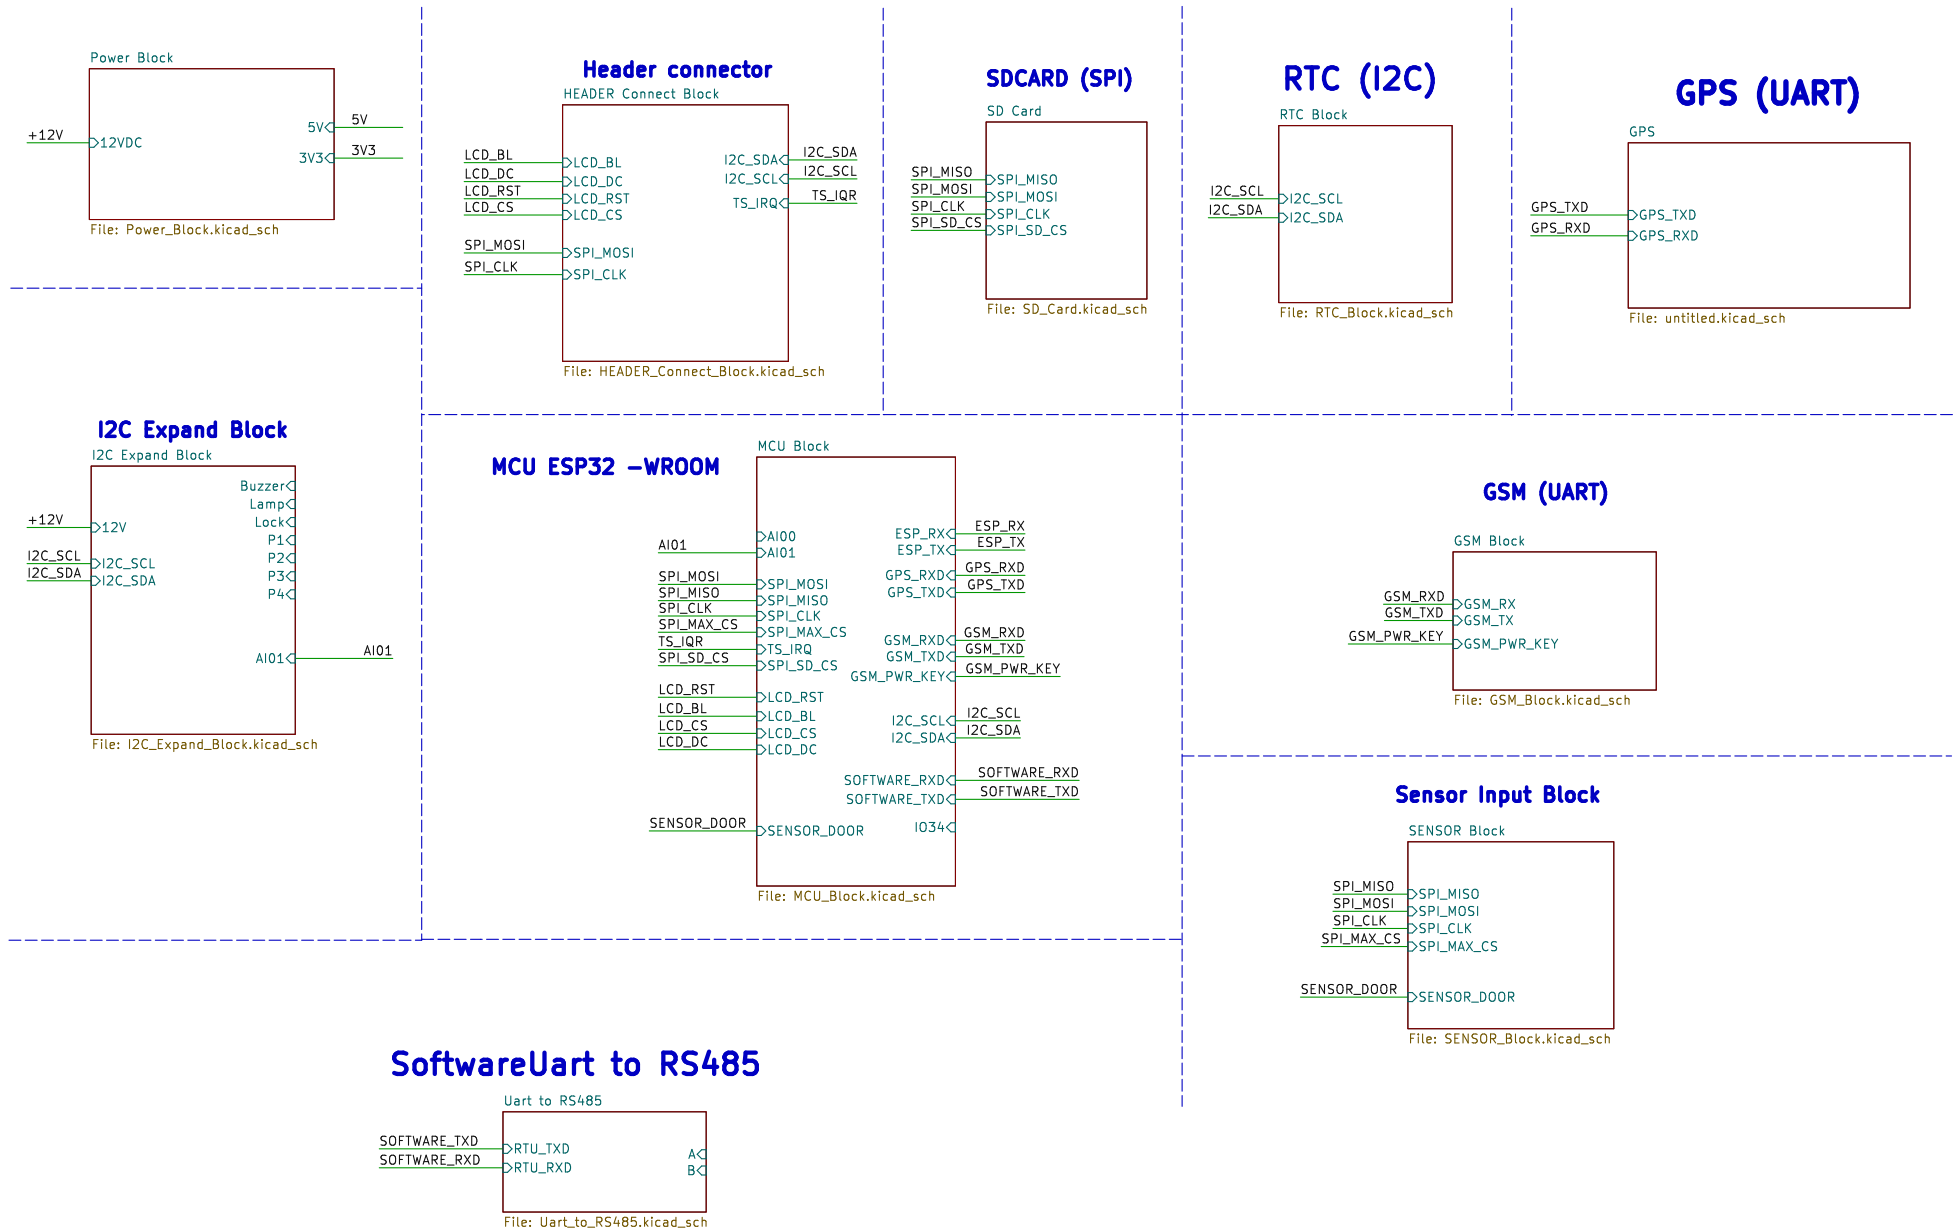 Power Block
+12V
12VDC
5V
5V
3V3
3V3
File: Power_Block.kicad_sch
Header connector
HEADER Connect Block
LCD_BL
LCD_BL
LCD_DC
LCD_DC
LCD_RST
LCD_RST
LCD_CS
LCD_CS
SPI_MOSI
SPI_MOSI
SPI_CLK
SPI_CLK
I2C_SDA
I2C_SDA
I2C_SCL
I2C_SCL
TS_IRQ
TS_IQR
File: HEADER_Connect_Block.kicad_sch
SDCARD (SPI)
SD Card
SPI_MISO
SPI_MISO
SPI_MOSI
SPI_MOSI
SPI_CLK
SPI_CLK
SPI_SD_CS
SPI_SD_CS
File: SD_Card.kicad_sch
RTC (I2C)
RTC Block
I2C_SCL
I2C_SCL
I2C_SDA
I2C_SDA
File: RTC_Block.kicad_sch
GPS (UART)
GPS
GPS_TXD
GPS_TXD
GPS_RXD
GPS_RXD
File: untitled.kicad_sch
I2C Expand Block
I2C Expand Block
+12V
12V
I2C_SCL
I2C_SCL
I2C_SDA
I2C_SDA
Buzzer
Lamp
Lock
P1
P2
P3
P4
AI01
AI01
File: I2C_Expand_Block.kicad_sch
MCU ESP32 -WROOM
MCU Block
AI00
AI01
AI01
SPI_MOSI
SPI_MOSI
SPI_MISO
SPI_MISO
SPI_CLK
SPI_CLK
SPI_MAX_CS
SPI_MAX_CS
TS_IQR
TS_IRQ
SPI_SD_CS
SPI_SD_CS
LCD_RST
LCD_RST
LCD_BL
LCD_BL
LCD_CS
LCD_CS
LCD_DC
LCD_DC
SENSOR_DOOR
SENSOR_DOOR
ESP_RX
ESP_RX
ESP_TX
ESP_TX
GPS_RXD
GPS_RXD
GPS_TXD
GPS_TXD
GSM_RXD
GSM_RXD
GSM_TXD
GSM_TXD
GSM_PWR_KEY
GSM_PWR_KEY
I2C_SCL
I2C_SCL
I2C_SDA
I2C_SDA
SOFTWARE_RXD
SOFTWARE_RXD
SOFTWARE_TXD
SOFTWARE_TXD
IO34
File: MCU_Block.kicad_sch
GSM (UART)
GSM Block
GSM_RXD
GSM_RX
GSM_TXD
GSM_TX
GSM_PWR_KEY
GSM_PWR_KEY
File: GSM_Block.kicad_sch
Sensor Input Block
SENSOR Block
SPI_MISO
SPI_MISO
SPI_MOSI
SPI_MOSI
SPI_CLK
SPI_CLK
SPI_MAX_CS
SPI_MAX_CS
SENSOR_DOOR
SENSOR_DOOR
File: SENSOR_Block.kicad_sch
SoftwareUart to RS485
Uart to RS485
SOFTWARE_TXD
RTU_TXD
SOFTWARE_RXD
RTU_RXD
A
B
File: Uart_to_RS485.kicad_sch